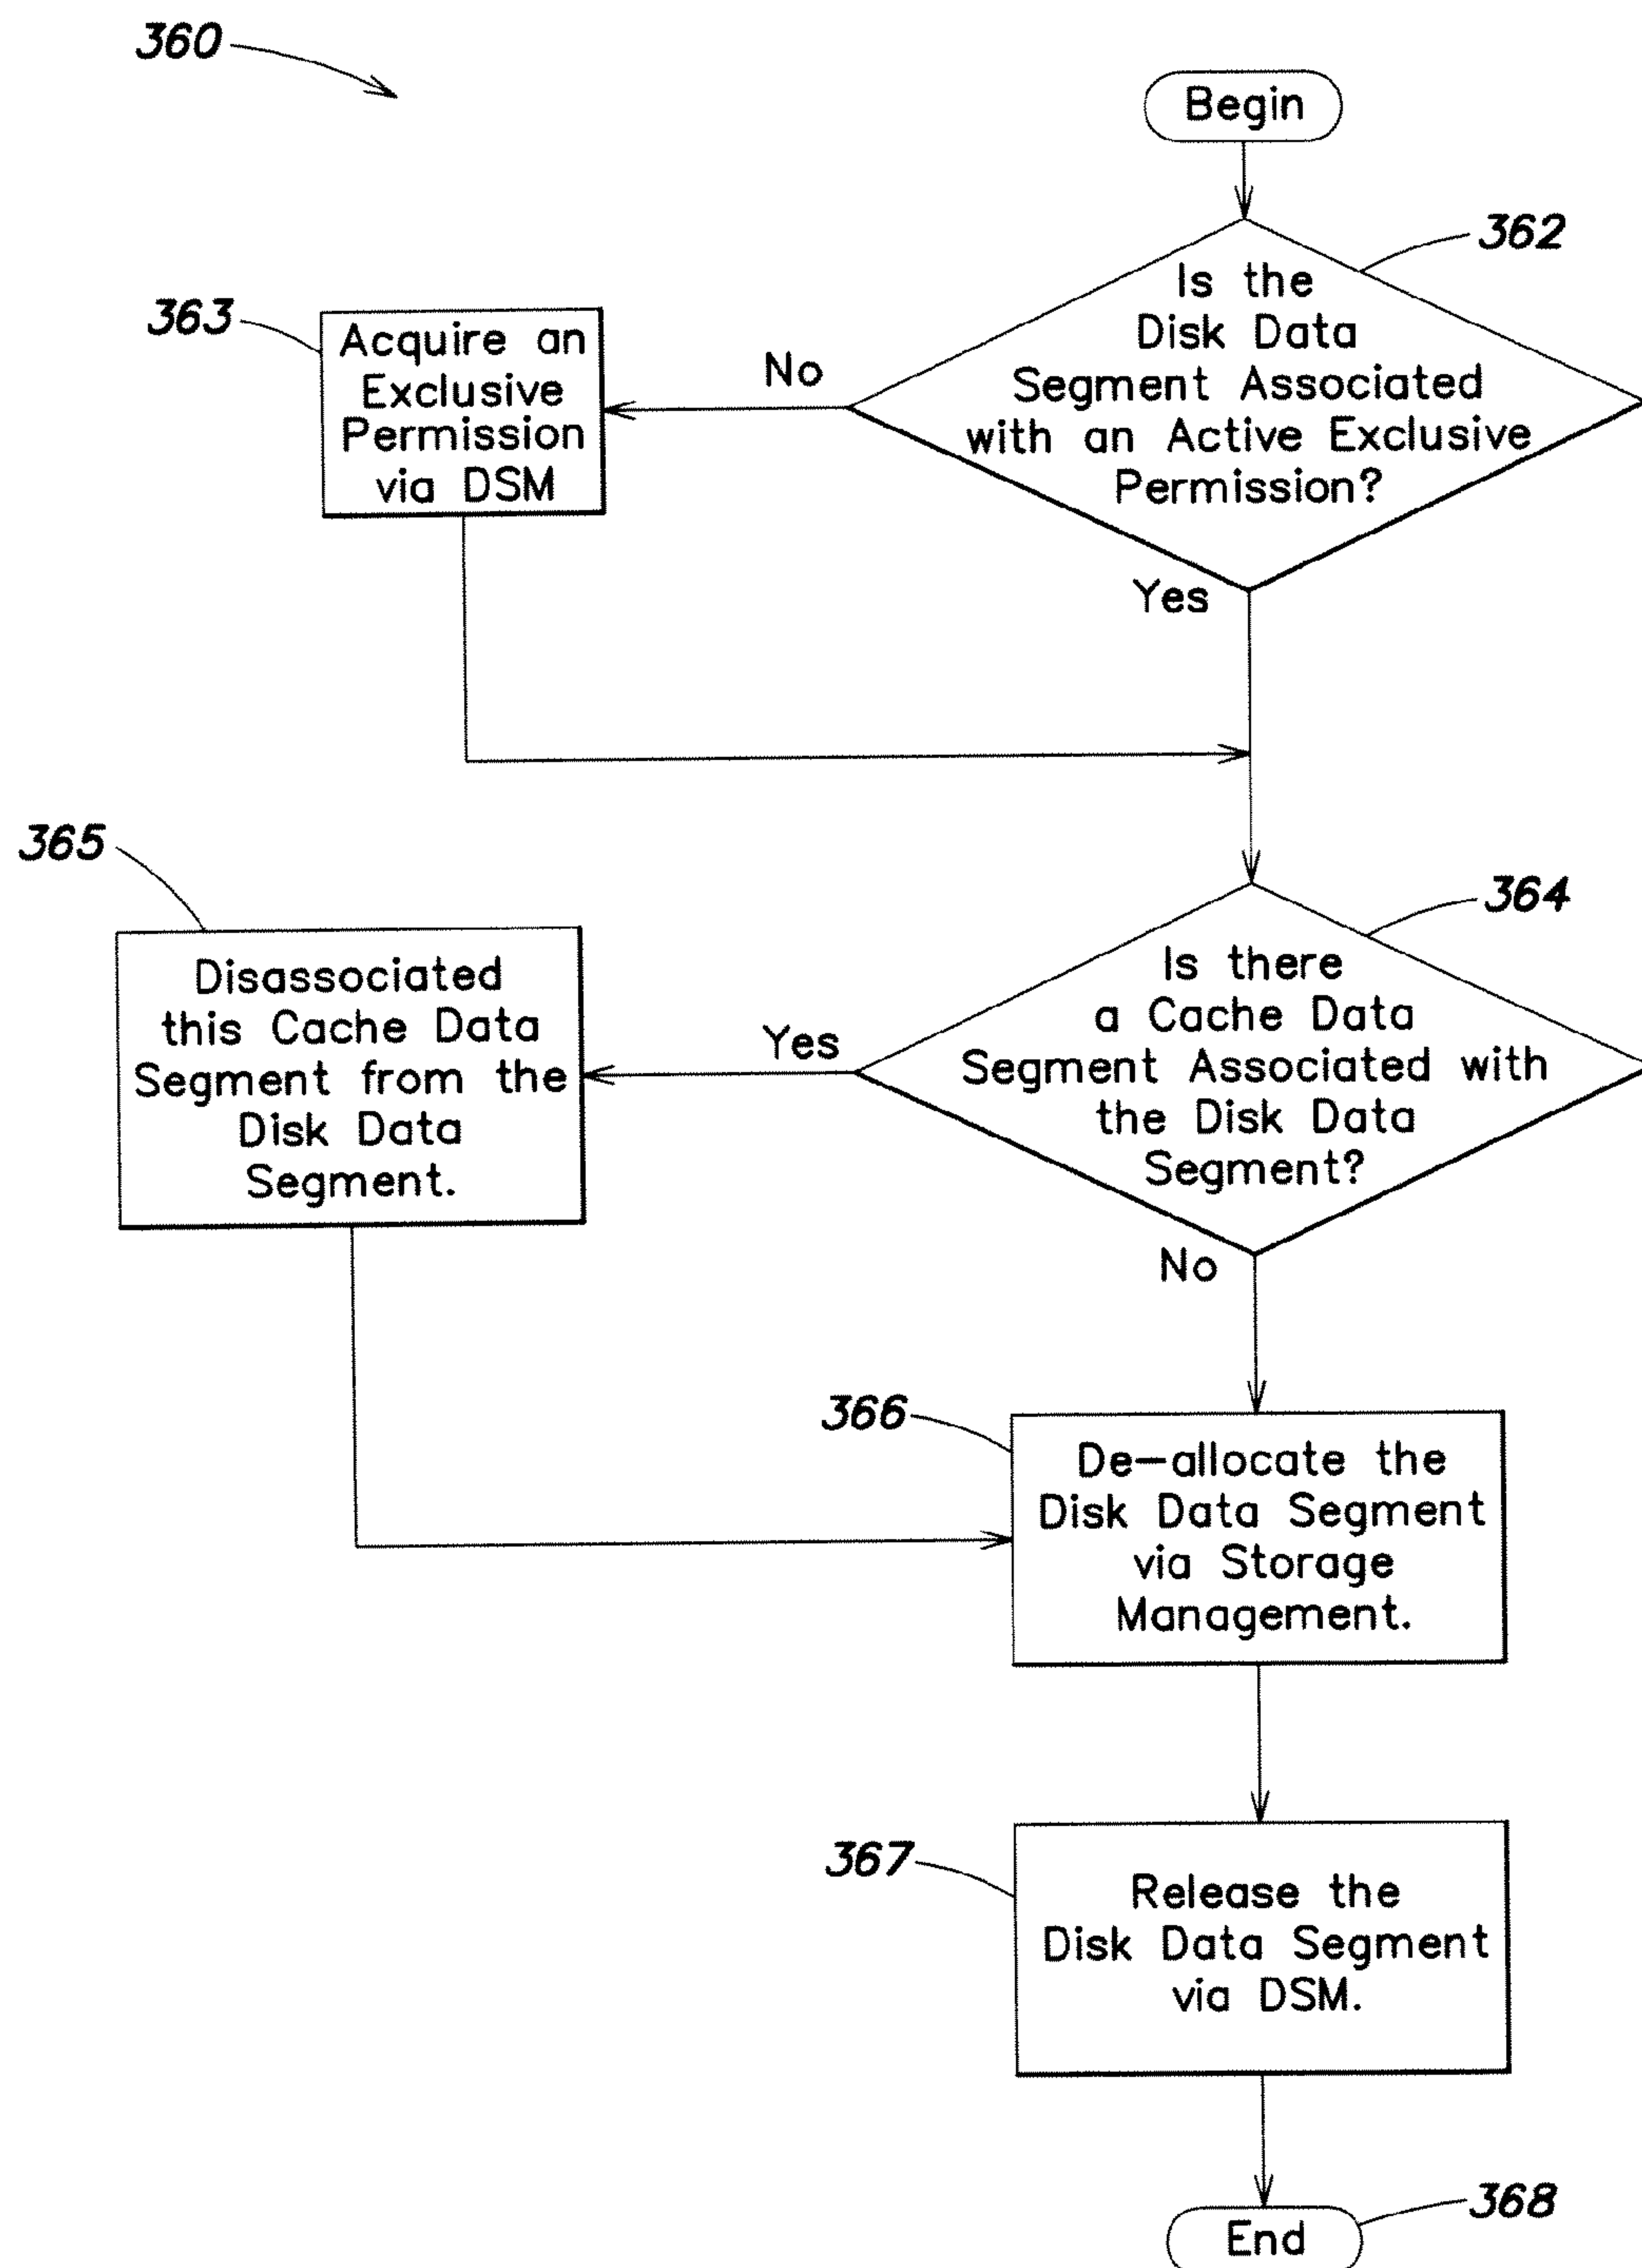 360
Begin
362
Is the
Disk Data
Segment Associated
with an Active Exclusive
Permission?
No
363
Acquire an
Exclusive
Permission
via DSM
Yes
364
Is there
a Cache Data
Segment Associated with
the Disk Data
Segment?
Yes
365
Disassociated
this Cache Data
Segment from the
Disk Data
Segment.
No
366
De-allocate the
Disk Data Segment
via Storage
Management.
367
Release the
Disk Data Segment
via DSM.
368
End